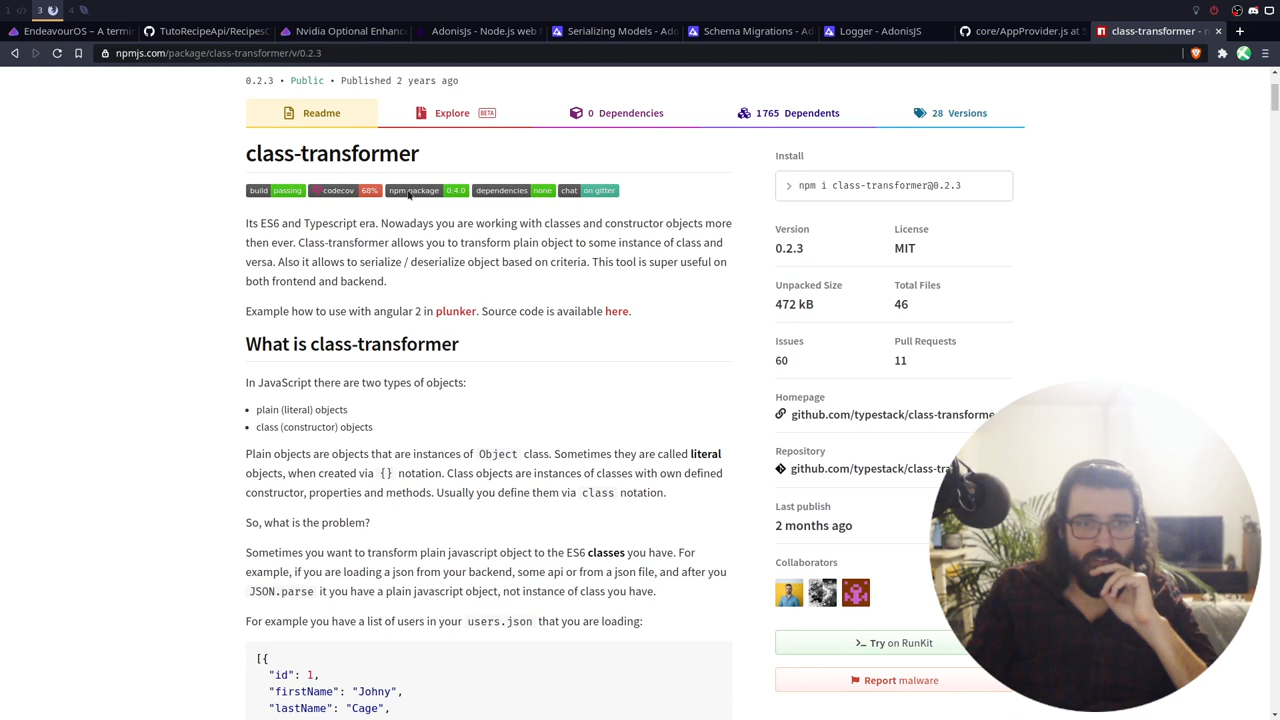 1 3 4
EndeavourOS – A termi
TutoRecipeApi/RecipesC
Nvidia Optional Enhance
AdonisJs - Node.js web f
Serializing Models - Ado
Schema Migrations - Ad
Logger - AdonisJS
core/AppProvider.js at 5
class-transformer - n
npmjs.com/package/class-transformer/v/0.2.3
0.2.3 • Public • Published 2 years ago
Readme
Explore BETA
0 Dependencies
1765 Dependents
28 Versions
class-transformer
build passing codecov 68% npm package 0.4.0 dependencies none chat on gitter
Its ES6 and Typescript era. Nowadays you are working with classes and constructor objects more
then ever. Class-transformer allows you to transform plain object to some instance of class and
versa. Also it allows to serialize / deserialize object based on criteria. This tool is super useful on
both frontend and backend.
Example how to use with angular 2 in plunker. Source code is available here.
What is class-transformer
In JavaScript there are two types of objects:
• plain (literal) objects
• class (constructor) objects
Plain objects are objects that are instances of Object class. Sometimes they are called literal
objects, when created via {} notation. Class objects are instances of classes with own defined
constructor, properties and methods. Usually you define them via class notation.
So, what is the problem?
Sometimes you want to transform plain javascript object to the ES6 classes you have. For
example, if you are loading a json from your backend, some api or from a json file, and after you
JSON.parse it you have a plain javascript object, not instance of class you have.
For example you have a list of users in your users.json that you are loading:
[{
"id": 1,
"firstName": "Johny",
"lastName": "Cage",
Install
> npm i class-transformer@0.2.3
Version License
0.2.3 MIT
Unpacked Size Total Files
472 kB 46
Issues Pull Requests
60 11
Homepage
github.com/typestack/class-transforme
Repository
github.com/typestack/class-tra
Last publish
2 months ago
Collaborators
Try on RunKit
Report malware